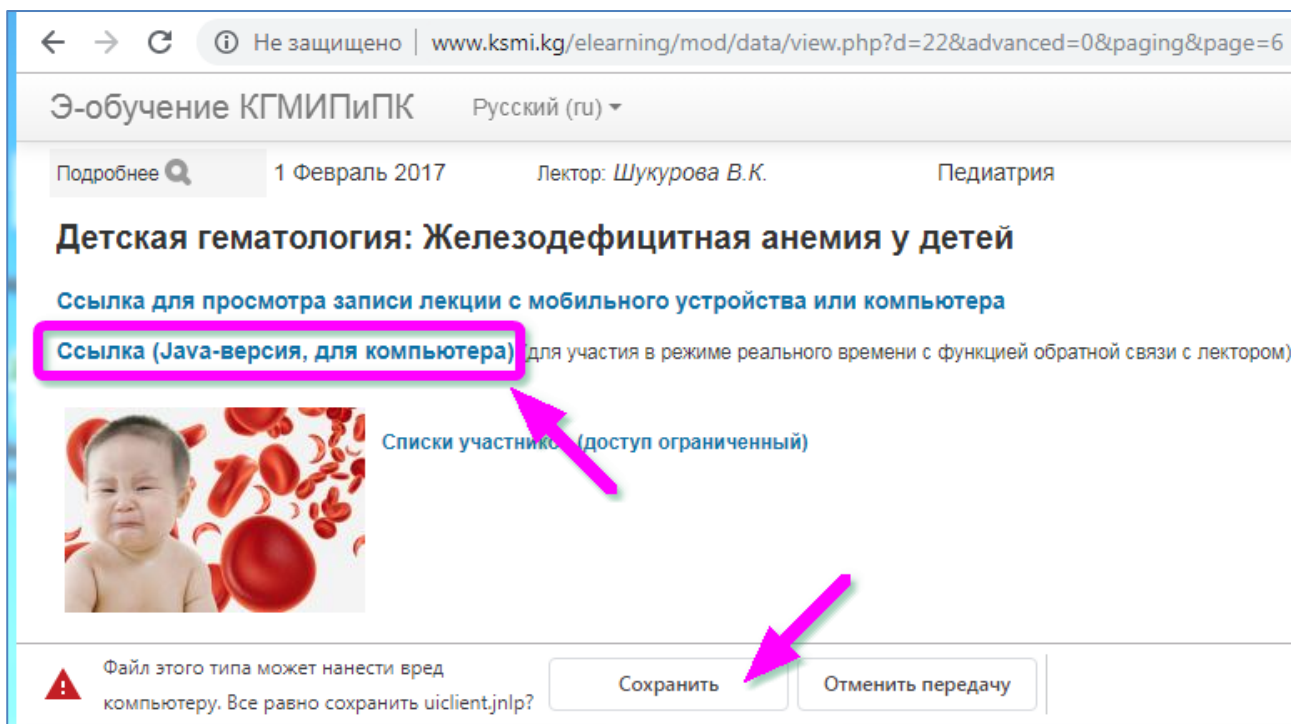 Не защищено | www.ksmi.kg/elearning/mod/data/view.php?d=22&advanced=0&paging&page=6
Э-обучение КГМИПиПК Русский (ru)
Подробнее 1 Февраль 2017 Лектор: Шукурова В.К. Педиатрия
Детская гематология: Железодефицитная анемия у детей
Ссылка для просмотра записи лекции с мобильного устройства или компьютера
Ссылка (Java-версия, для компьютера) (для участия в режиме реального времени с функцией обратной связи с лектором)
Списки участников (доступ ограниченный)
Файл этого типа может нанести вред
компьютеру. Все равно сохранить uiclient.jnlp?
Сохранить Отменить передачу